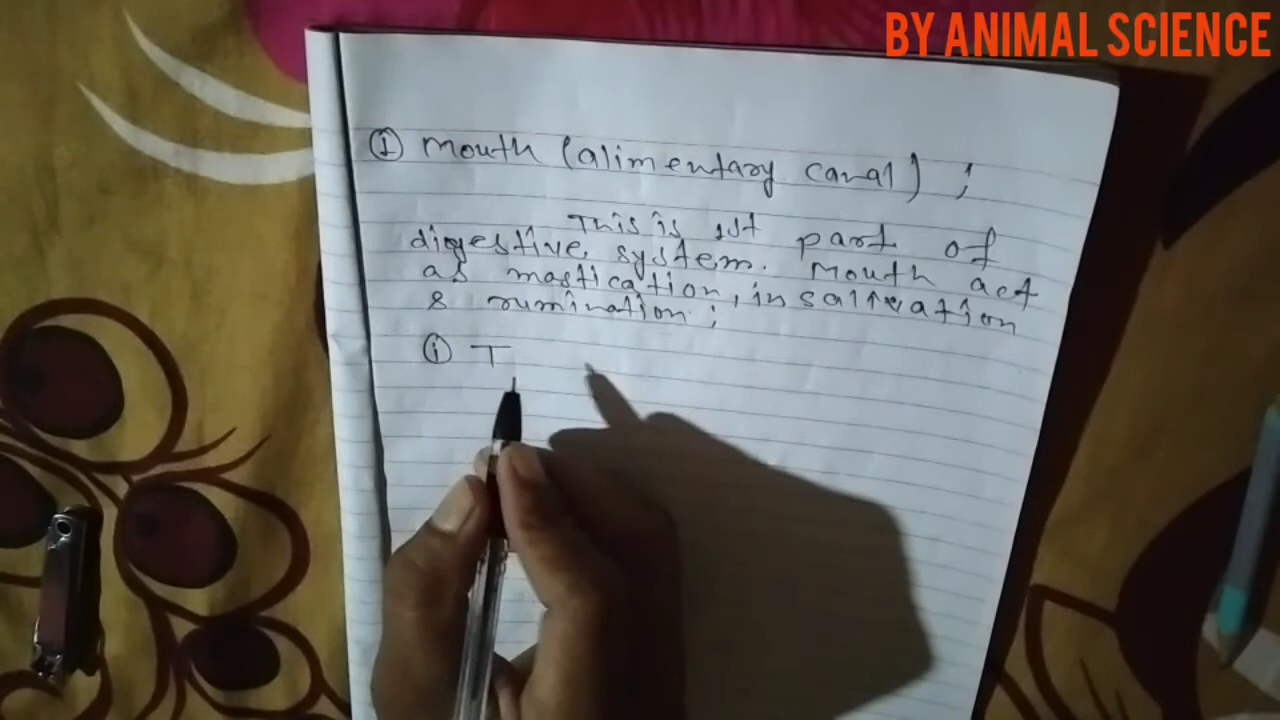 BY ANIMAL SCIENCE
① Mouth (alimentary canal) ;
This is 1st part of
digestive system. Mouth act
as mastication, insalivation
& rumination ;
ⓘ T